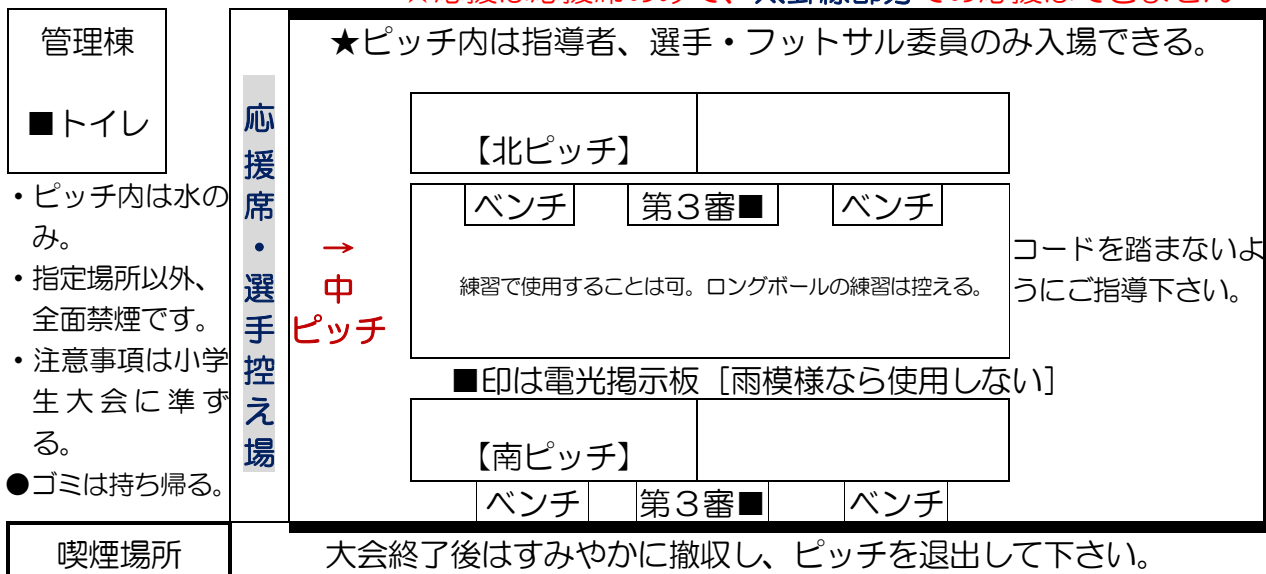 管理棟
■トイレ
・ピッチ内は水の
み。
・指定場所以外、
全面禁煙です。
・注意事項は小学
生大会に準ず
る。
●ゴミは持ち帰る。
喫煙場所
応援席・選手控え場
★ピッチ内は指導者、選手・フットサル委員のみ入場できる。
→
中
ピッチ
【北ピッチ】
ベンチ 第3審■ ベンチ
練習で使用することは可。ロングボールの練習は控える。
コードを踏まないよ
うにご指導下さい。
■印は電光掲示板［雨模様なら使用しない］
【南ピッチ】
ベンチ 第3審■ ベンチ
大会終了後はすみやかに撤収し、ピッチを退出して下さい。